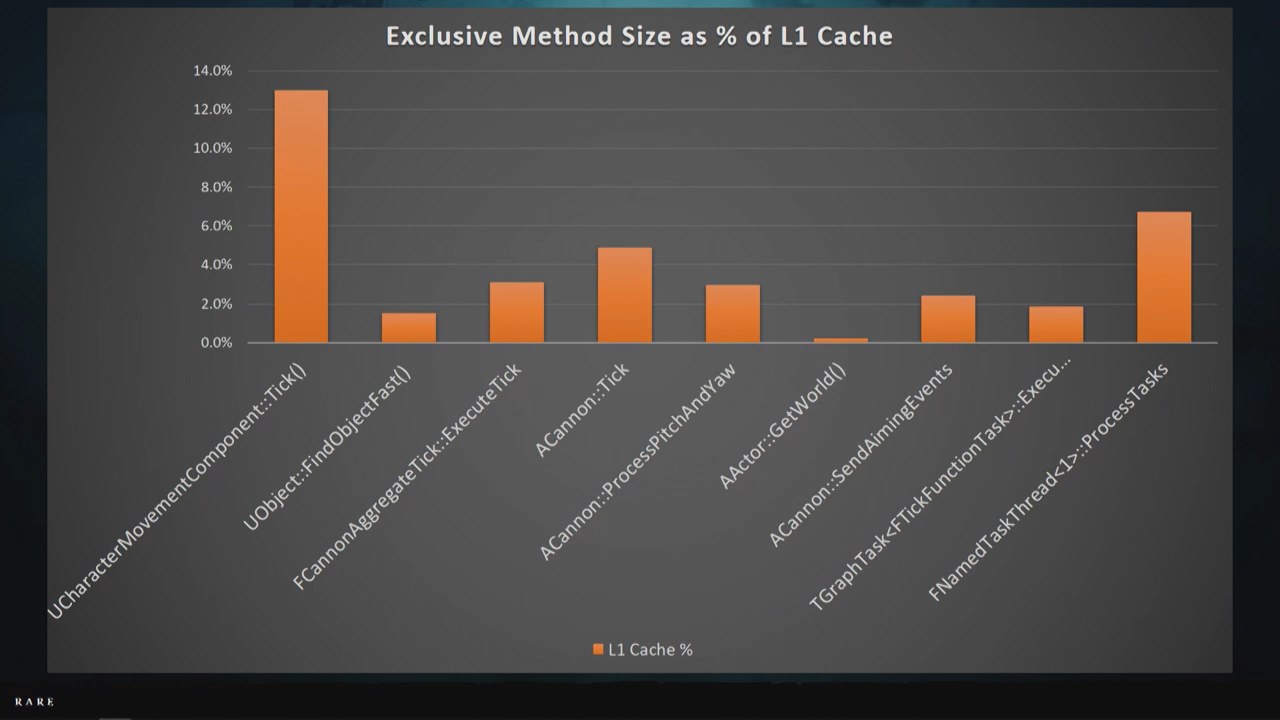 Exclusive Method Size as % of L1 Cache
14.0%
12.0%
10.0%
8.0%
6.0%
4.0%
2.0%
0.0%
UCharacterMovementComponent::Tick()
UObject::FindObjectFast()
FCannonAggregateTick::ExecuteTick
ACannon::Tick
ACannon::ProcessPitchAndYaw
AActor::GetWorld()
ACannon::SendAimingEvents
TGraphTask<FTickFunctionTask>::Execu...
FNamedTaskThread<1>::ProcessTasks
L1 Cache %
RARE